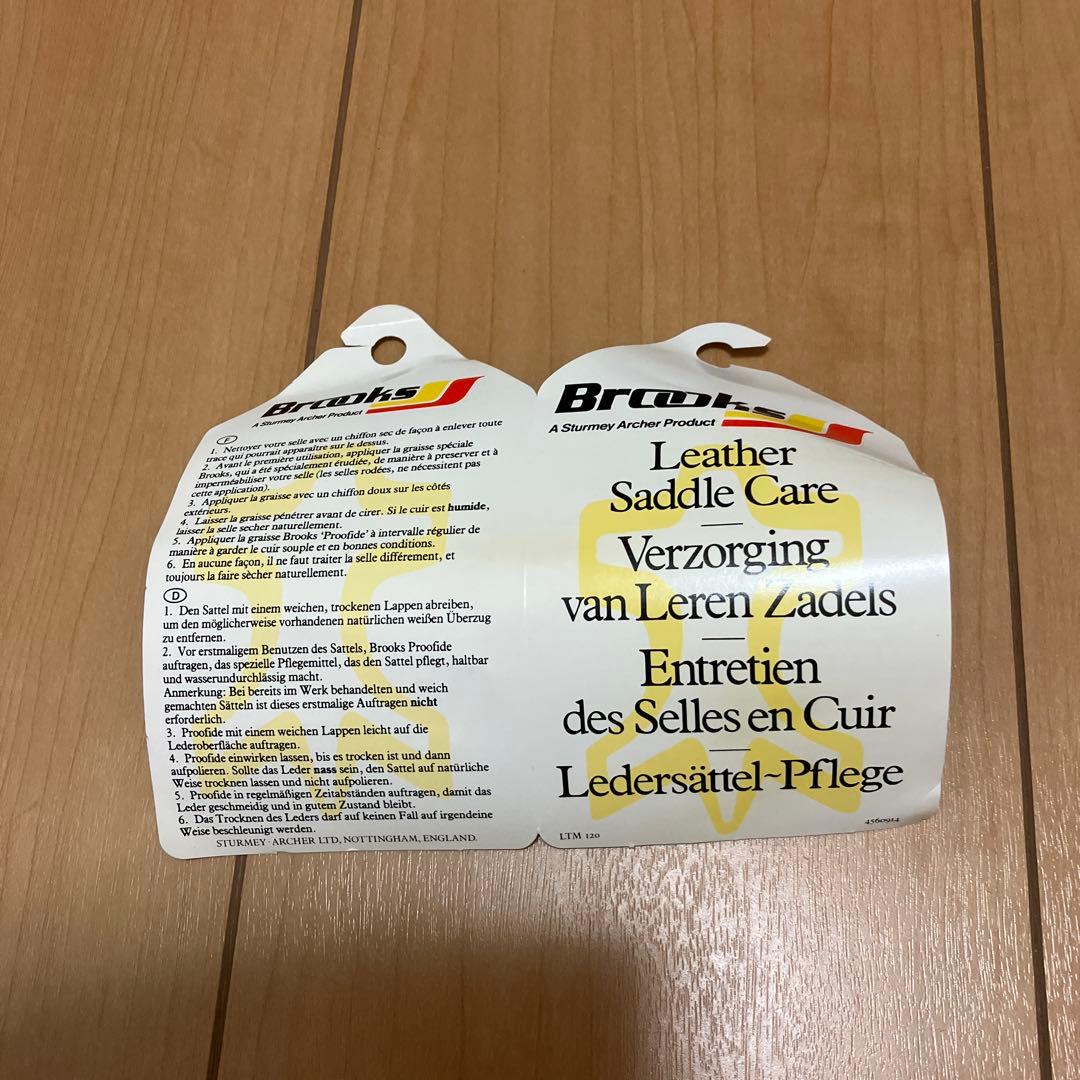 Brooks
A Sturmey Archer Product
F
1. Nettoyer votre selle avec un chiffon sec de façon à enlever toute
trace qui pourrait apparaître sur le dessus.
2. Avant le première utilisation, appliquer la graisse spéciale
Brooks, qui a été spécialement étudiée, de manière à preserver et à
imperméabiliser votre selle (les selles rodées, ne nécessitent pas
cette application).
3. Appliquer la graisse avec un chiffon doux sur les côtés
extérieurs.
4. Laisser la graisse pénétrer avant de cirer. Si le cuir est humide,
laisser la selle secher naturellement.
5. Appliquer la graisse Brooks ‘Proofide’ à intervalle régulier de
manière à garder le cuir souple et en bonnes conditions.
6. En aucune façon, il ne faut traiter la selle différement, et
toujours la faire sècher naturellement.
D
1. Den Sattel mit einem weichen, trockenen Lappen abreiben,
um den möglicherweise vorhandenen natürlichen weißen Überzug
zu entfernen.
2. Vor erstmaligem Benutzen des Sattels, Brooks Proofide
auftragen, das spezielle Pflegemittel, das den Sattel pflegt, haltbar
und wasserundurchlässig macht.
Anmerkung: Bei bereits im Werk behandelten und weich
gemachten Sätteln ist dieses erstmalige Auftragen nicht
erforderlich.
3. Proofide mit einem weichen Lappen leicht auf die
Lederoberfläche auftragen.
4. Proofide einwirken lassen, bis es trocken ist und dann
aufpolieren. Sollte das Leder nass sein, den Sattel auf natürliche
Weise trocknen lassen und nicht aufpolieren.
5. Proofide in regelmäßigen Zeitabständen auftragen, damit das
Leder geschmeidig und in gutem Zustand bleibt.
6. Das Trocknen des Leders darf auf keinen Fall auf irgendeine
Weise beschleunigt werden.
STURMEY · ARCHER LTD, NOTTINGHAM, ENGLAND.
Brooks
A Sturmey Archer Product
Leather
Saddle Care
Verzorging
van Leren Zadels
Entretien
des Selles en Cuir
Ledersättel~Pflege
LTM 120
4560914